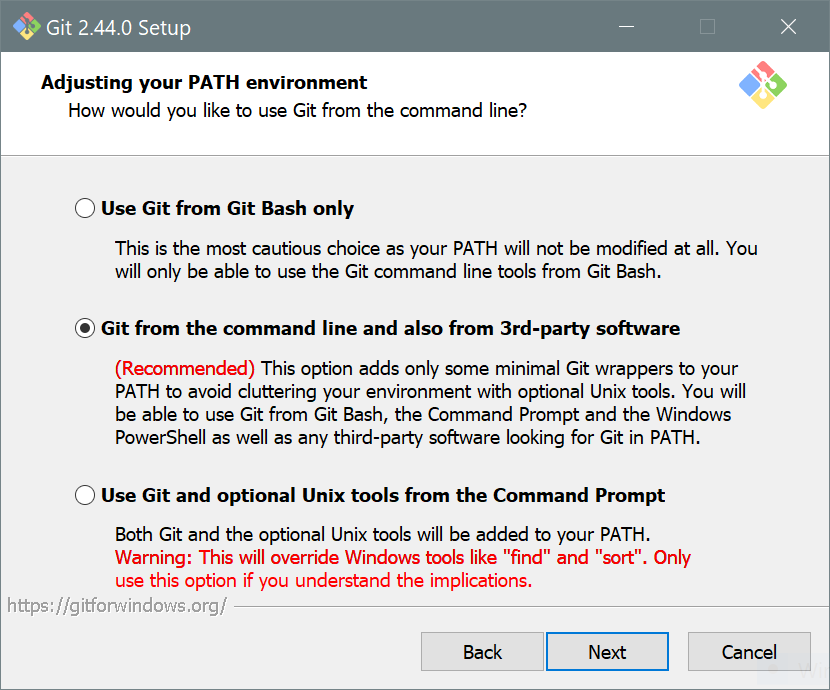 Git 2.44.0 Setup
Adjusting your PATH environment
How would you like to use Git from the command line?
Use Git from Git Bash only
This is the most cautious choice as your PATH will not be modified at all. You
will only be able to use the Git command line tools from Git Bash.
Git from the command line and also from 3rd-party software
(Recommended) This option adds only some minimal Git wrappers to your
PATH to avoid cluttering your environment with optional Unix tools. You will
be able to use Git from Git Bash, the Command Prompt and the Windows
PowerShell as well as any third-party software looking for Git in PATH.
Use Git and optional Unix tools from the Command Prompt
Both Git and the optional Unix tools will be added to your PATH.
Warning: This will override Windows tools like "find" and "sort". Only
use this option if you understand the implications.
https://gitforwindows.org/
Back Next Cancel